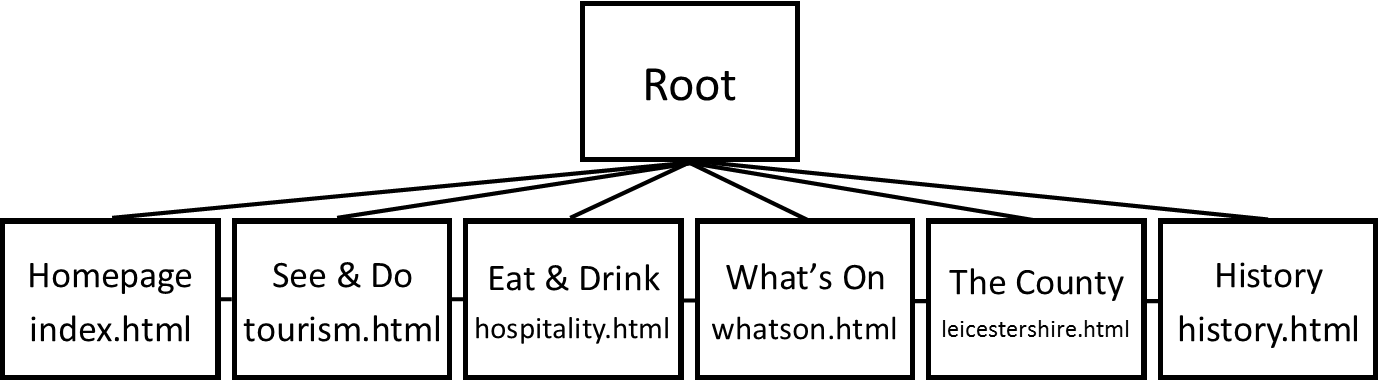 Root
Homepage
index.html
See & Do
tourism.html
Eat & Drink
hospitality.html
What’s On
whatson.html
The County
leicestershire.html
History
history.html